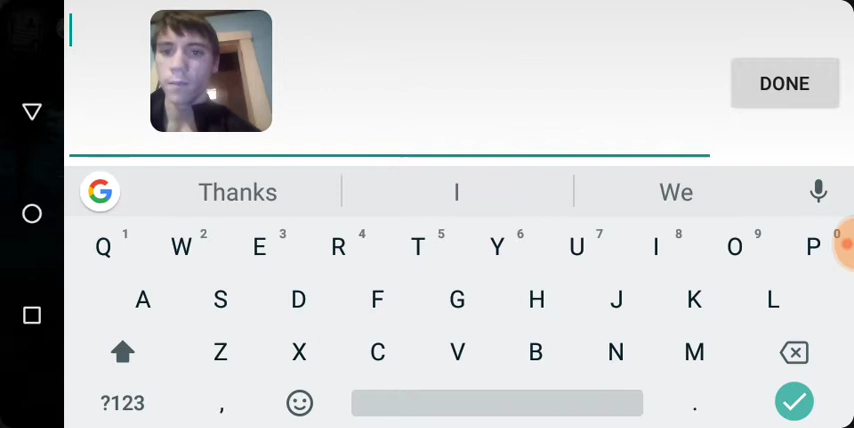 DONE
Thanks I We
Q1 W2 E3 R4 T5 Y6 U7 I8 O9 P0
A S D F G H J K L
Z X C V B N M
?123 , .